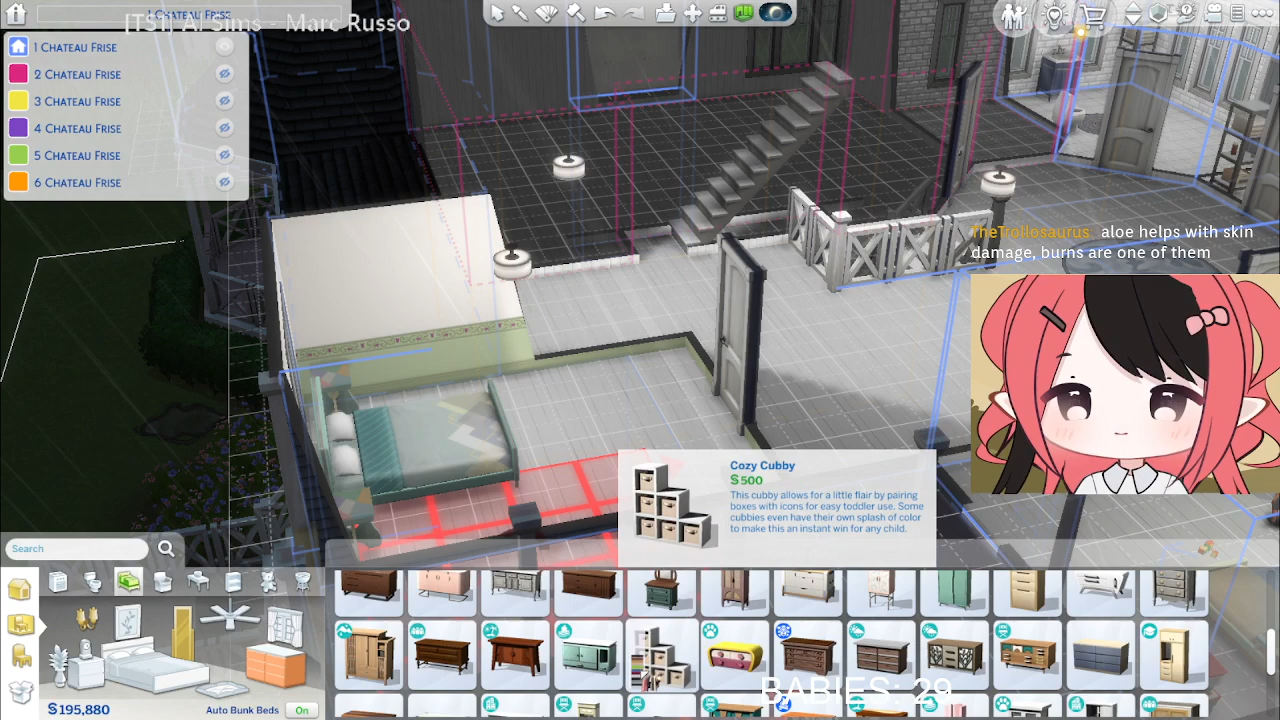 1 CHATEAU FRISE
[TS] AI Sims - Marc Russo
1 CHATEAU FRISE
2 CHATEAU FRISE
3 CHATEAU FRISE
4 CHATEAU FRISE
5 CHATEAU FRISE
6 CHATEAU FRISE
TheTrollosaurus aloe helps with skin
damage, burns are one of them
Cozy Cubby
§500
This cubby allows for a little flair by pairing
boxes with icons for easy toddler use. Some
cubbies even have their own splash of color
to make this an instant win for any child.
Search
§195,880
Auto Bunk Beds
On
BABIES: 29